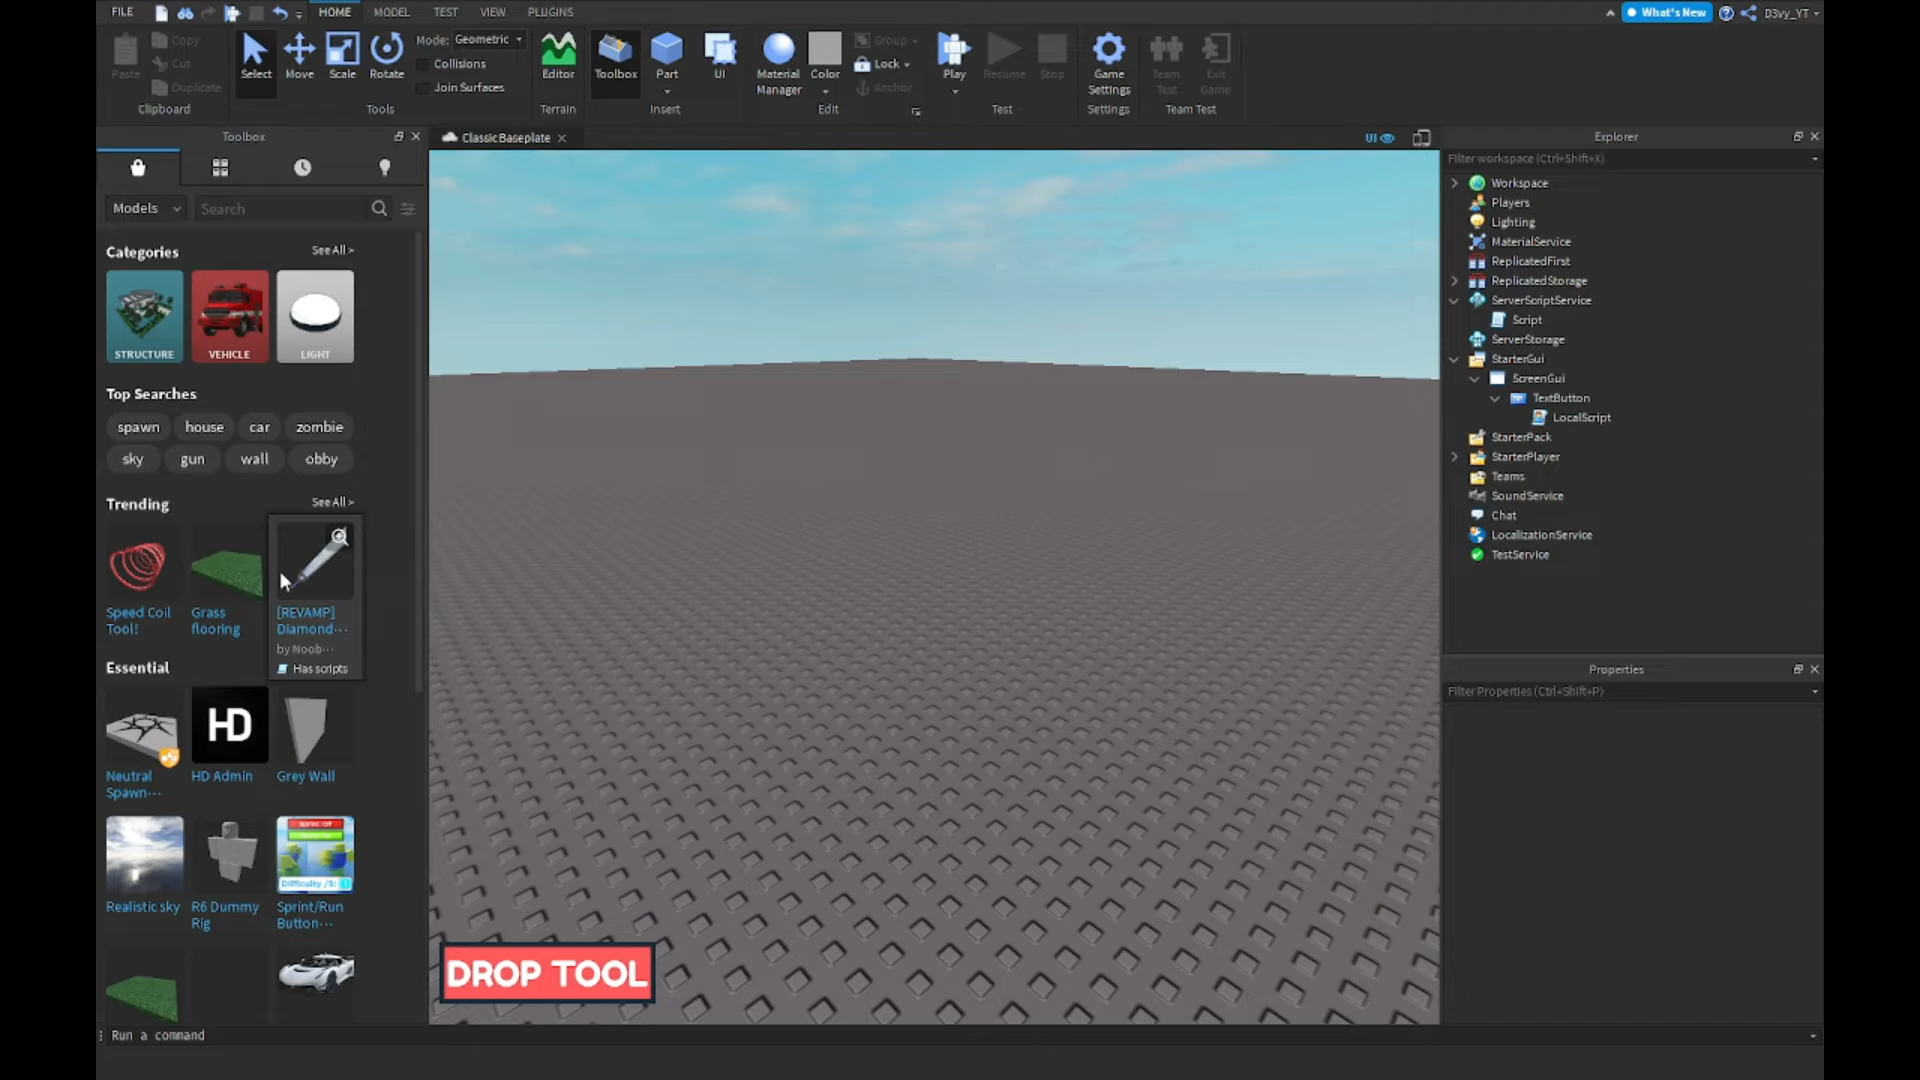 FILE HOME MODEL TEST VIEW PLUGINS
What's New D3vy_YT
Paste Copy Cut Duplicate
Clipboard
Select Move Scale Rotate
Mode: Geometric
Collisions
Join Surfaces
Tools
Editor
Terrain
Toolbox Part UI
Insert
Material Manager Color
Group
Lock
Anchor
Edit
Play Resume Stop
Test
Game Settings
Settings
Team Test
Exit Game
Team Test
Toolbox
Models Search
Categories See All >
STRUCTURE VEHICLE LIGHT
Top Searches
spawn house car zombie
sky gun wall obby
Trending See All >
Speed Coil Tool!
Grass flooring
[REVAMP] Diamond···
by Noob···
Has scripts
Essential
HD
Neutral Spawn···
HD Admin
Grey Wall
Realistic sky
R6 Dummy Rig
Difficulty
Sprint/Run Button···
Run a command
ClassicBaseplate
UI
DROP TOOL
Explorer
Filter workspace (Ctrl+Shift+X)
Workspace
Players
Lighting
MaterialService
ReplicatedFirst
ReplicatedStorage
ServerScriptService
Script
ServerStorage
StarterGui
ScreenGui
TextButton
LocalScript
StarterPack
StarterPlayer
Teams
SoundService
Chat
LocalizationService
TestService
Properties
Filter Properties (Ctrl+Shift+P)